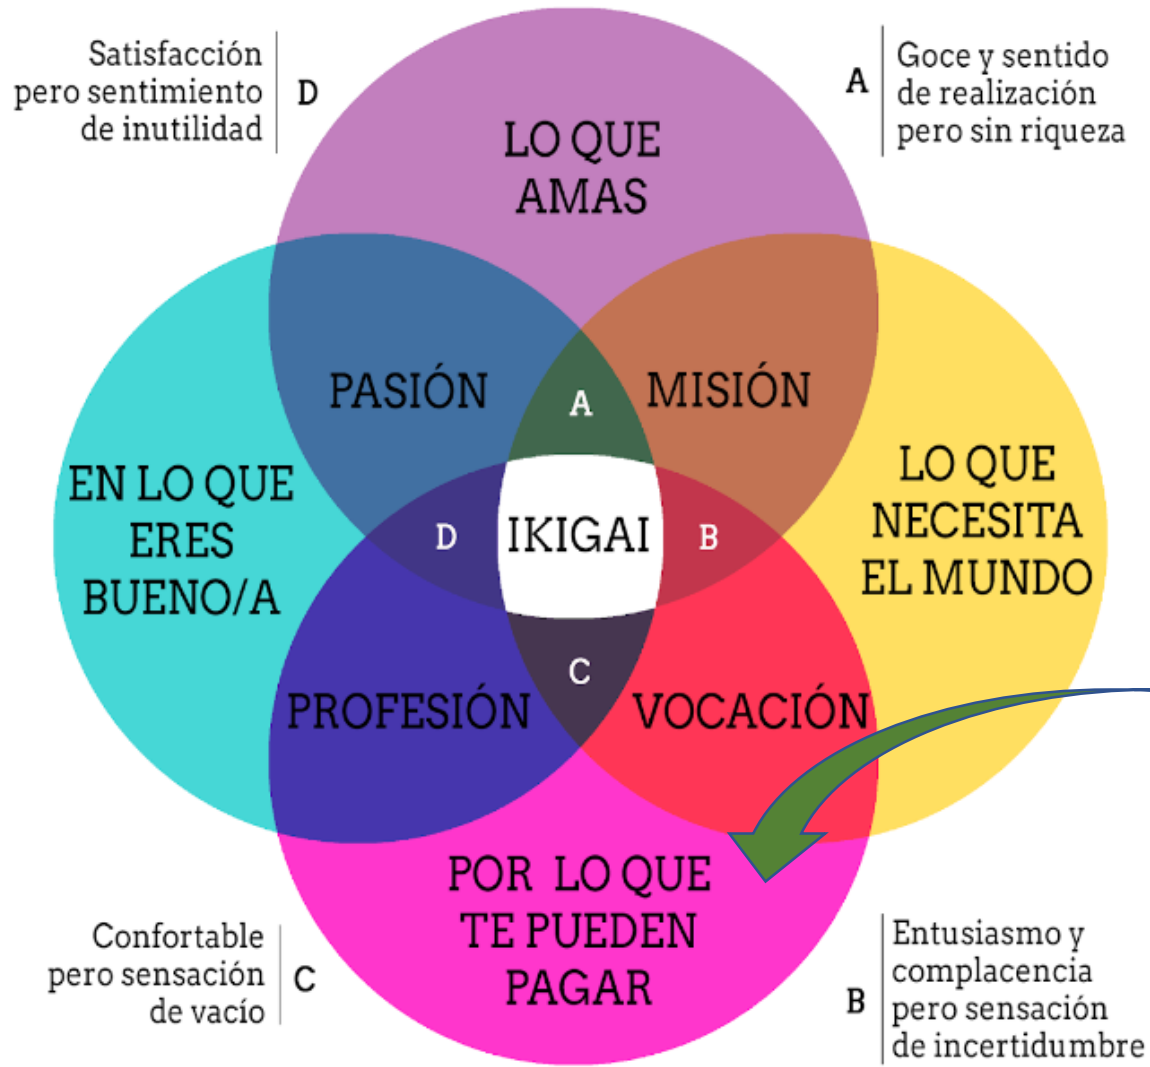 Satisfacción
pero sentimiento
de inutilidad
D
A
Goce y sentido
de realización
pero sin riqueza
LO QUE
AMAS
PASIÓN
A
MISIÓN
EN LO QUE
ERES
BUENO/A
D
IKIGAI
B
LO QUE
NECESITA
EL MUNDO
C
PROFESIÓN
VOCACIÓN
POR LO QUE
TE PUEDEN
PAGAR
Confortable
pero sensación
de vacío
C
B
Entusiasmo y
complacencia
pero sensación
de incertidumbre